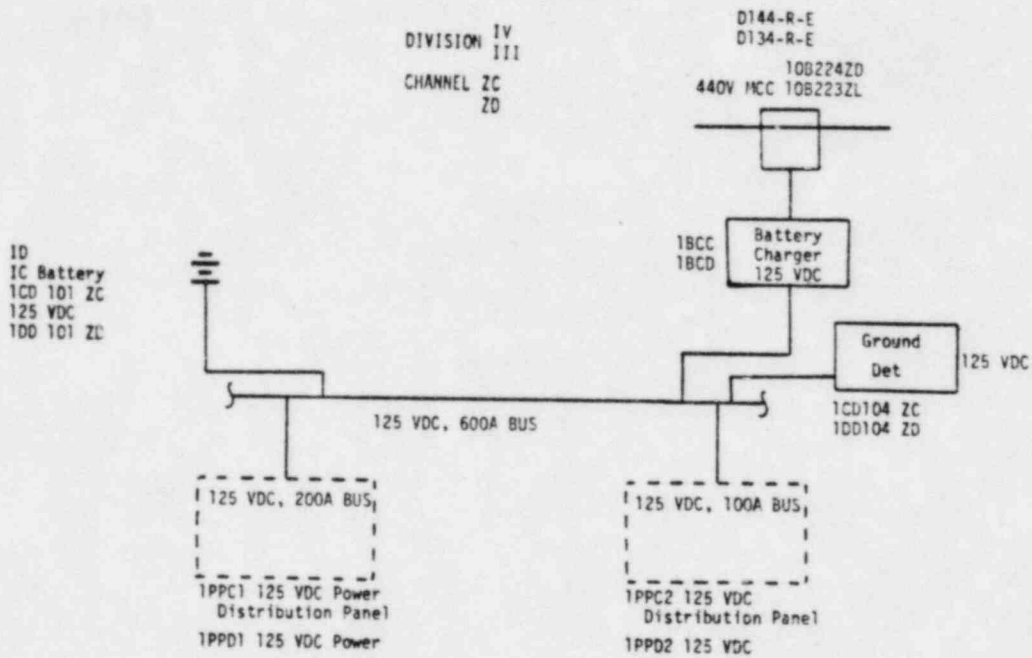 DIVISION IV
III
CHANNEL ZC
ZD
D144-R-E
D134-R-E
10B224ZD
440V MCC 10B223ZL
1BCC
1BCD
Battery
Charger
125 VDC
ID
IC Battery
1CD 101 ZC
125 VDC
1DD 101 ZD
Ground
Det
125 VDC
1CD104 ZC
1DD104 ZD
125 VDC, 600A BUS
125 VDC, 200A BUS
125 VDC, 100A BUS
1PPC1 125 VDC Power
Distribution Panel
1PPD1 125 VDC Power
1PPC2 125 VDC
Distribution Panel
1PPD2 125 VDC